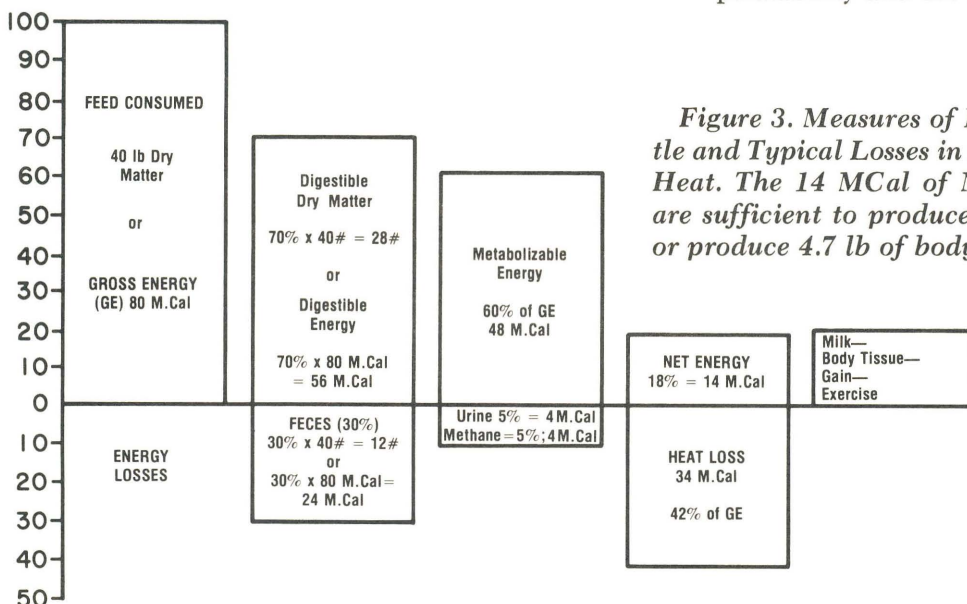 100
90
80
70
60
50
40
30
20
10
0
10
20
30
40
50
FEED CONSUMED
40 lb Dry
Matter
or
GROSS ENERGY
(GE) 80 M.Cal
ENERGY
LOSSES
Digestible
Dry Matter
70% x 40# = 28#
or
Digestible
Energy
70% x 80 M.Cal
= 56 M.Cal
FECES (30%)
30% x 40# = 12#
or
30% x 80 M.Cal=
24 M.Cal
Metabolizable
Energy
60% of GE
48 M.Cal
Urine 5% = 4M.Cal
Methane=5%;4M.Cal
NET ENERGY
18% = 14 M.Cal
HEAT LOSS
34 M.Cal
42% of GE
Milk—
Body Tissue—
Gain—
Exercise
Figure 3. Measures of
tle and Typical Losses in
Heat. The 14 MCal of
are sufficient to produce
or produce 4.7 lb of body